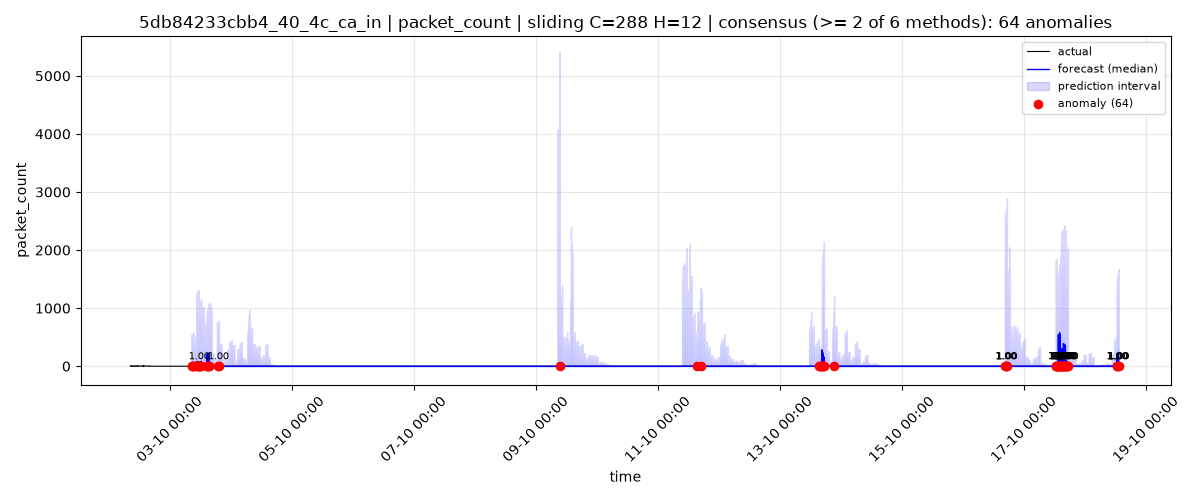 5db84233cbb4_40_4c_ca_in | packet_count | sliding C=288 H=12 | consensus (>= 2 of 6 methods): 64 anomalies
actual
forecast (median)
prediction interval
anomaly (64)
packet_count
5000
4000
3000
2000
1000
0
1.00
1.00
1.00
1.00
03-10 00:00
05-10 00:00
07-10 00:00
09-10 00:00
11-10 00:00
13-10 00:00
15-10 00:00
17-10 00:00
19-10 00:00
time